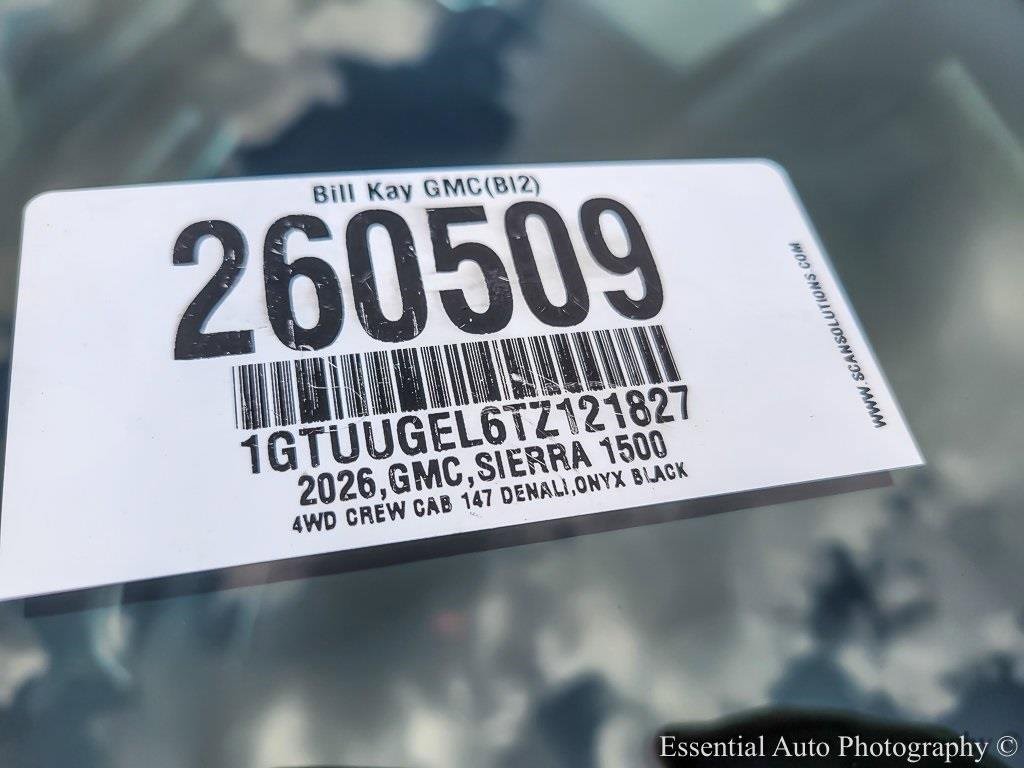 Bill Kay GMC(BI2)
260509
1GTUUGEL6TZ121827
2026,GMC,SIERRA 1500
4WD CREW CAB 147 DENALI,ONYX BLACK
WWW.SCANSOLUTIONS.COM
Essential Auto Photography ©